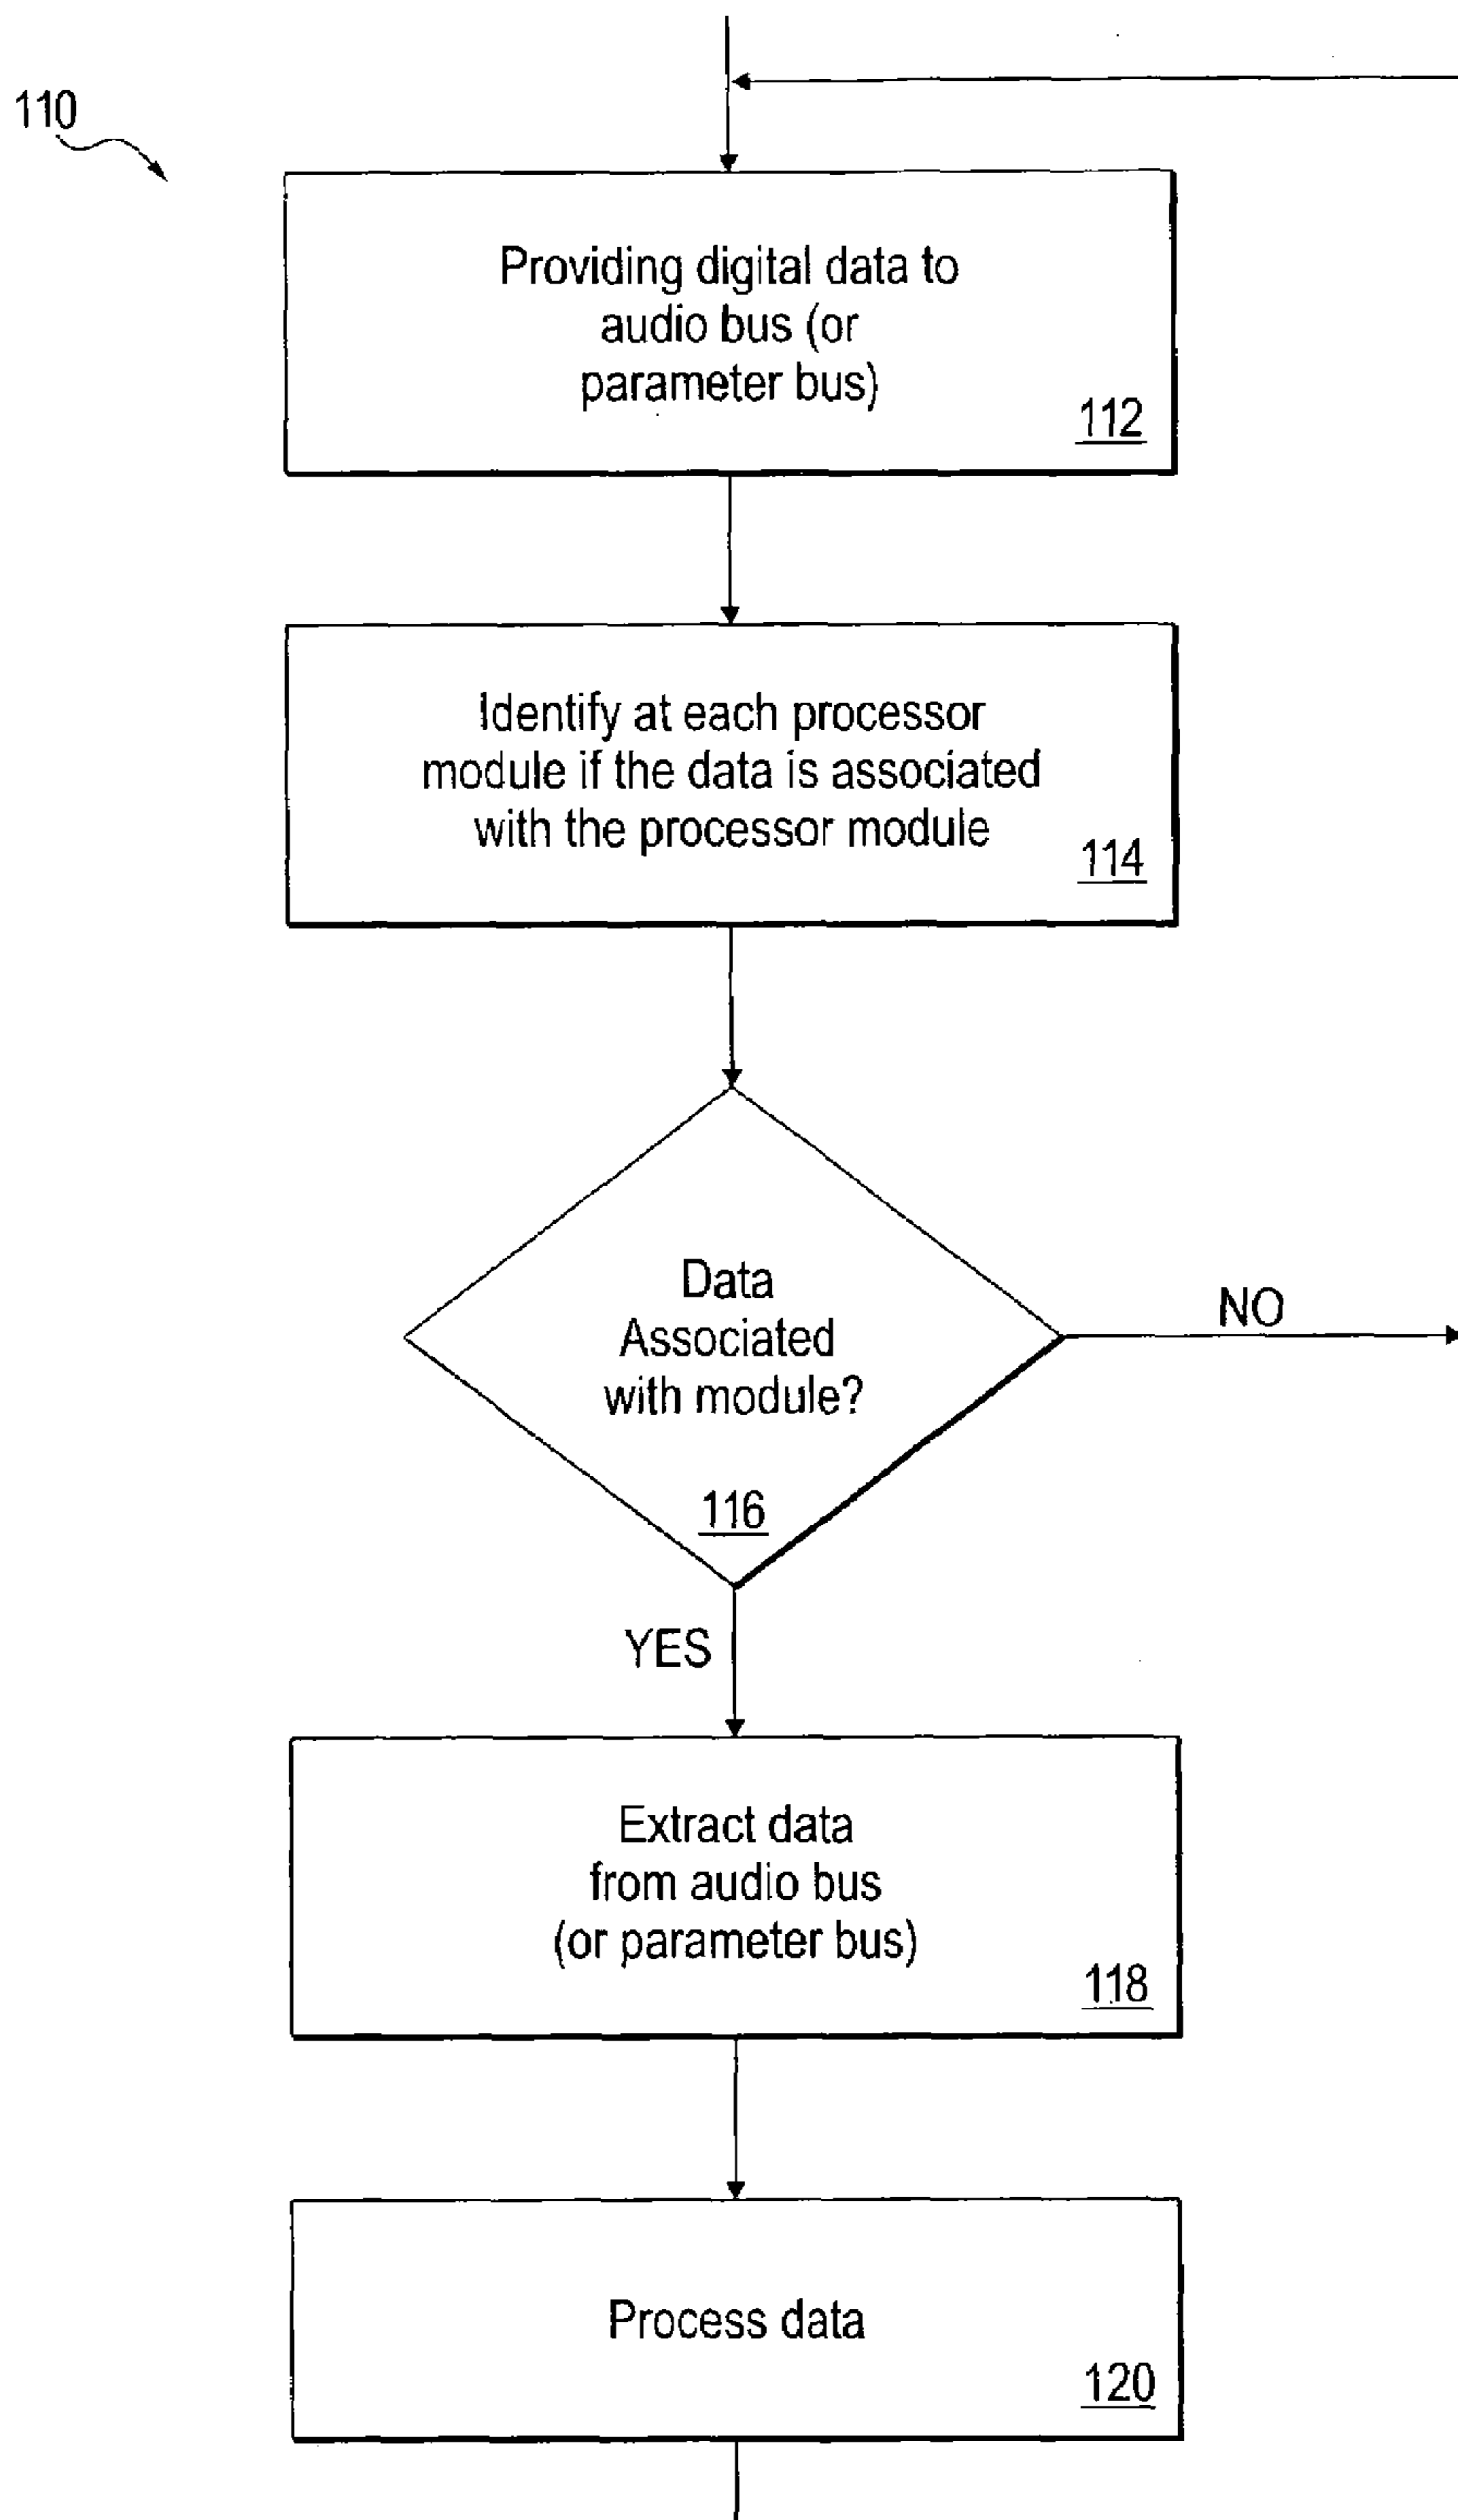 110
Providing digital data to
audio bus (or
parameter bus)
112
Identify at each processor
module if the data is associated
with the processor module
114
Data
Associated
with module?
116
NO
YES
Extract data
from audio bus
(or parameter bus)
118
Process data
120